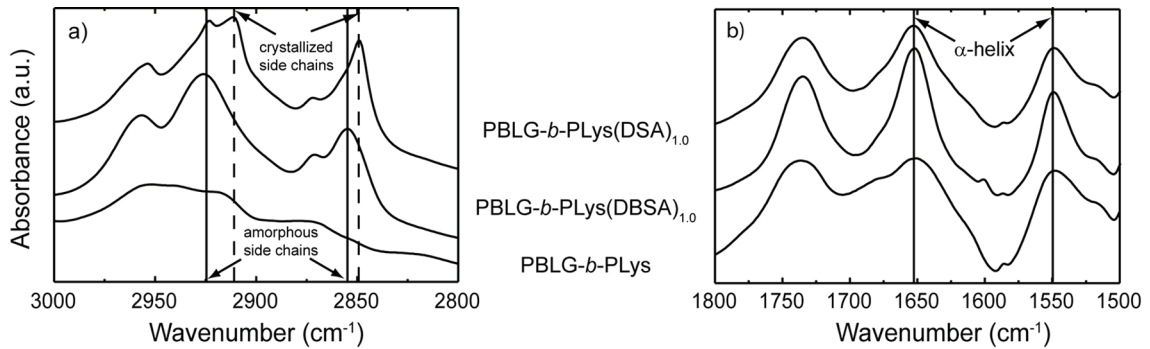 a)
crystallized
side chains
amorphous
side chains
Absorbance (a.u.)
3000 2950 2900 2850 2800
Wavenumber (cm⁻¹)
PBLG-b-PLys(DSA)₁.₀
PBLG-b-PLys(DBSA)₁.₀
PBLG-b-PLys
b)
α-helix
1800 1750 1700 1650 1600 1550 1500
Wavenumber (cm⁻¹)